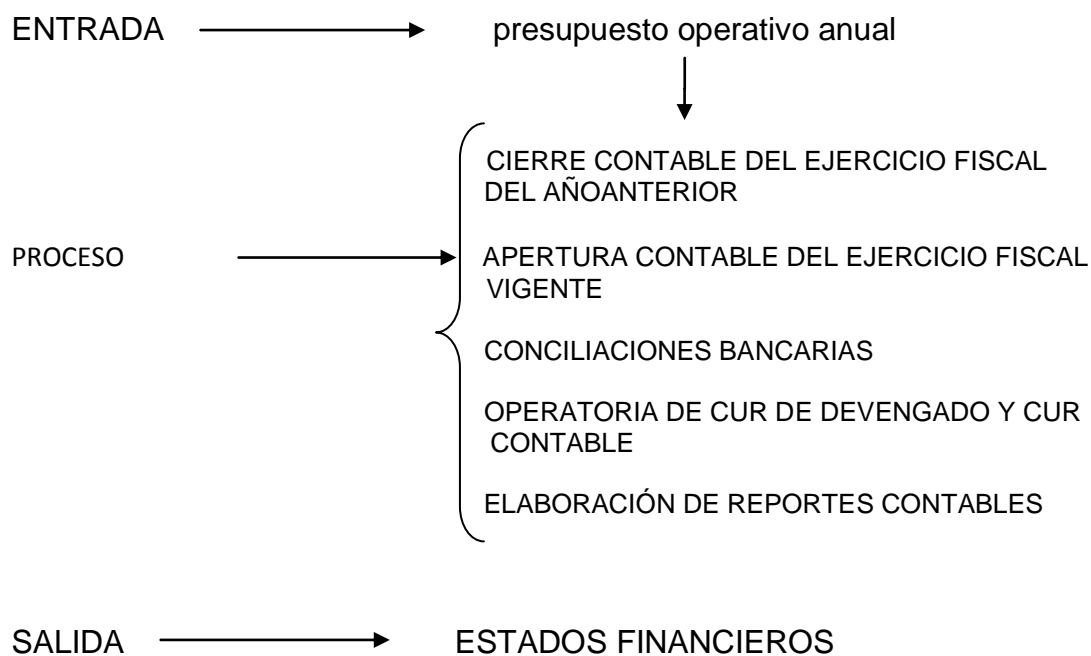 ENTRADA presupuesto operativo anual
CIERRE CONTABLE DEL EJERCICIO FISCAL
DEL AÑOANTERIOR
PROCESO APERTURA CONTABLE DEL EJERCICIO FISCAL
VIGENTE
CONCILIACIONES BANCARIAS
OPERATORIA DE CUR DE DEVENGADO Y CUR
CONTABLE
ELABORACIÓN DE REPORTES CONTABLES
SALIDA ESTADOS FINANCIEROS